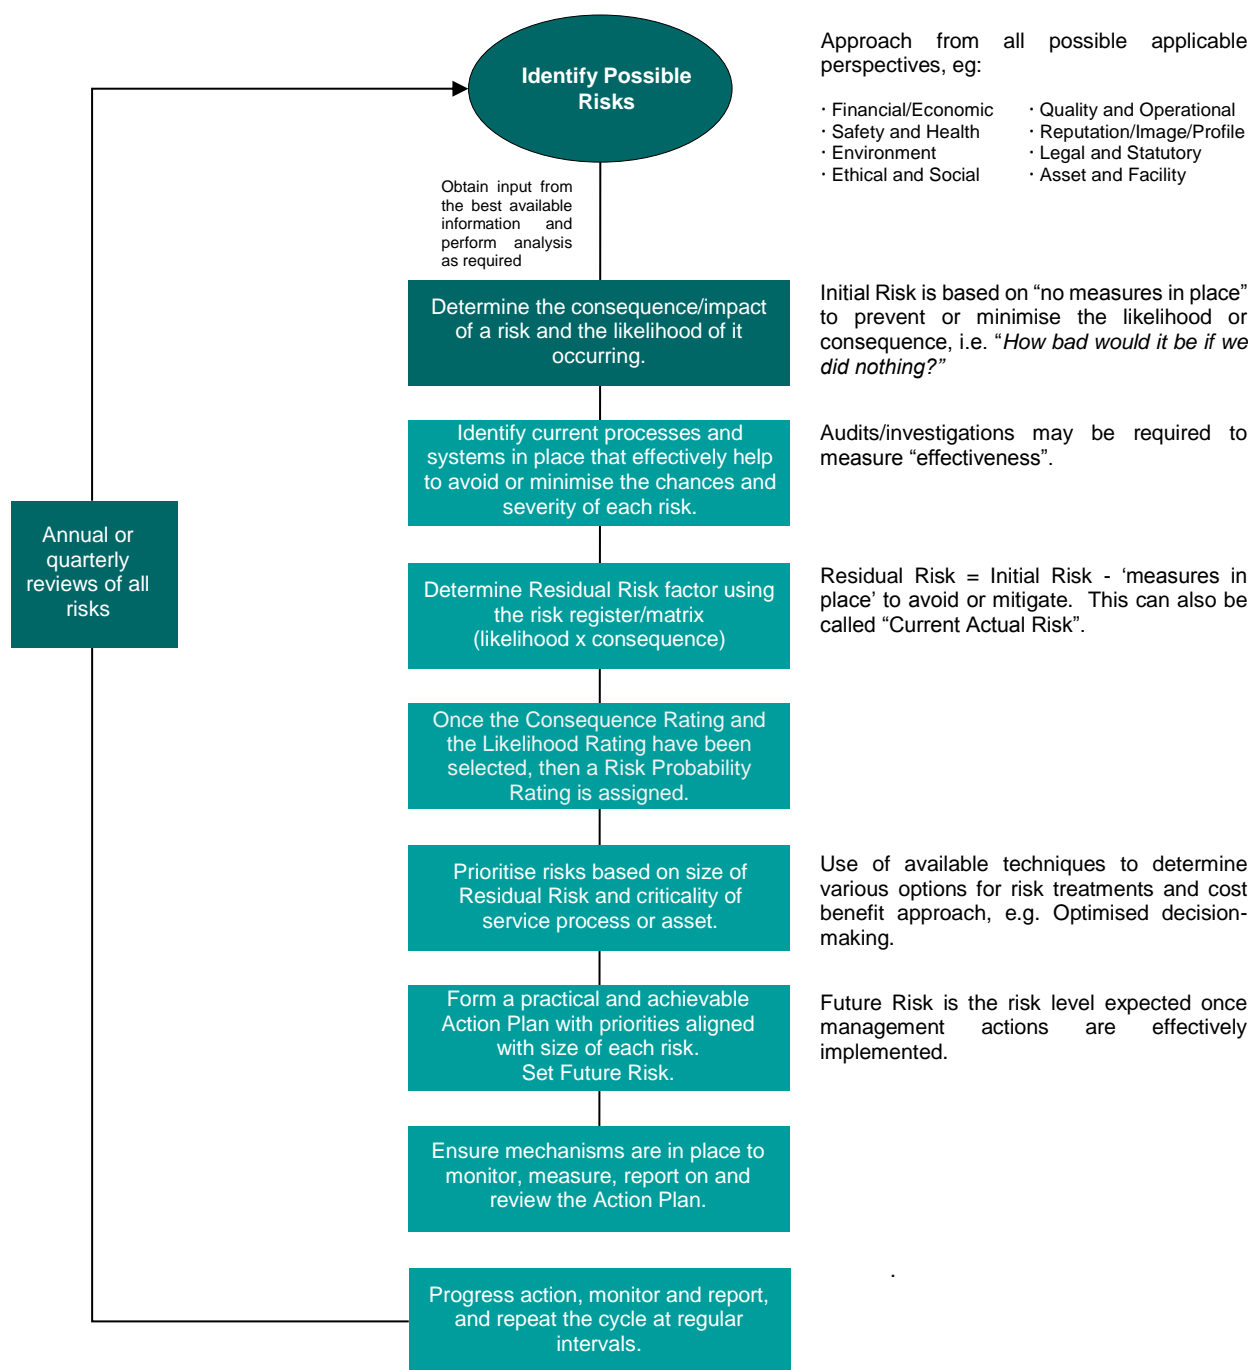 Identify Possible
Risks
Approach from all possible applicable
perspectives, eg:
· Financial/Economic
· Safety and Health
· Environment
· Ethical and Social
· Quality and Operational
· Reputation/Image/Profile
· Legal and Statutory
· Asset and Facility
Obtain input from
the best available
information and
perform analysis
as required
Determine the consequence/impact
of a risk and the likelihood of it
occurring.
Initial Risk is based on “no measures in place”
to prevent or minimise the likelihood or
consequence, i.e. “How bad would it be if we
did nothing?”
Identify current processes and
systems in place that effectively help
to avoid or minimise the chances and
severity of each risk.
Audits/investigations may be required to
measure “effectiveness”.
Annual or
quarterly
reviews of all
risks
Determine Residual Risk factor using
the risk register/matrix
(likelihood x consequence)
Residual Risk = Initial Risk - ‘measures in
place’ to avoid or mitigate. This can also be
called “Current Actual Risk”.
Once the Consequence Rating and
the Likelihood Rating have been
selected, then a Risk Probability
Rating is assigned.
Prioritise risks based on size of
Residual Risk and criticality of
service process or asset.
Use of available techniques to determine
various options for risk treatments and cost
benefit approach, e.g. Optimised decision-
making.
Form a practical and achievable
Action Plan with priorities aligned
with size of each risk.
Set Future Risk.
Future Risk is the risk level expected once
management actions are effectively
implemented.
Ensure mechanisms are in place to
monitor, measure, report on and
review the Action Plan.
.
Progress action, monitor and report,
and repeat the cycle at regular
intervals.